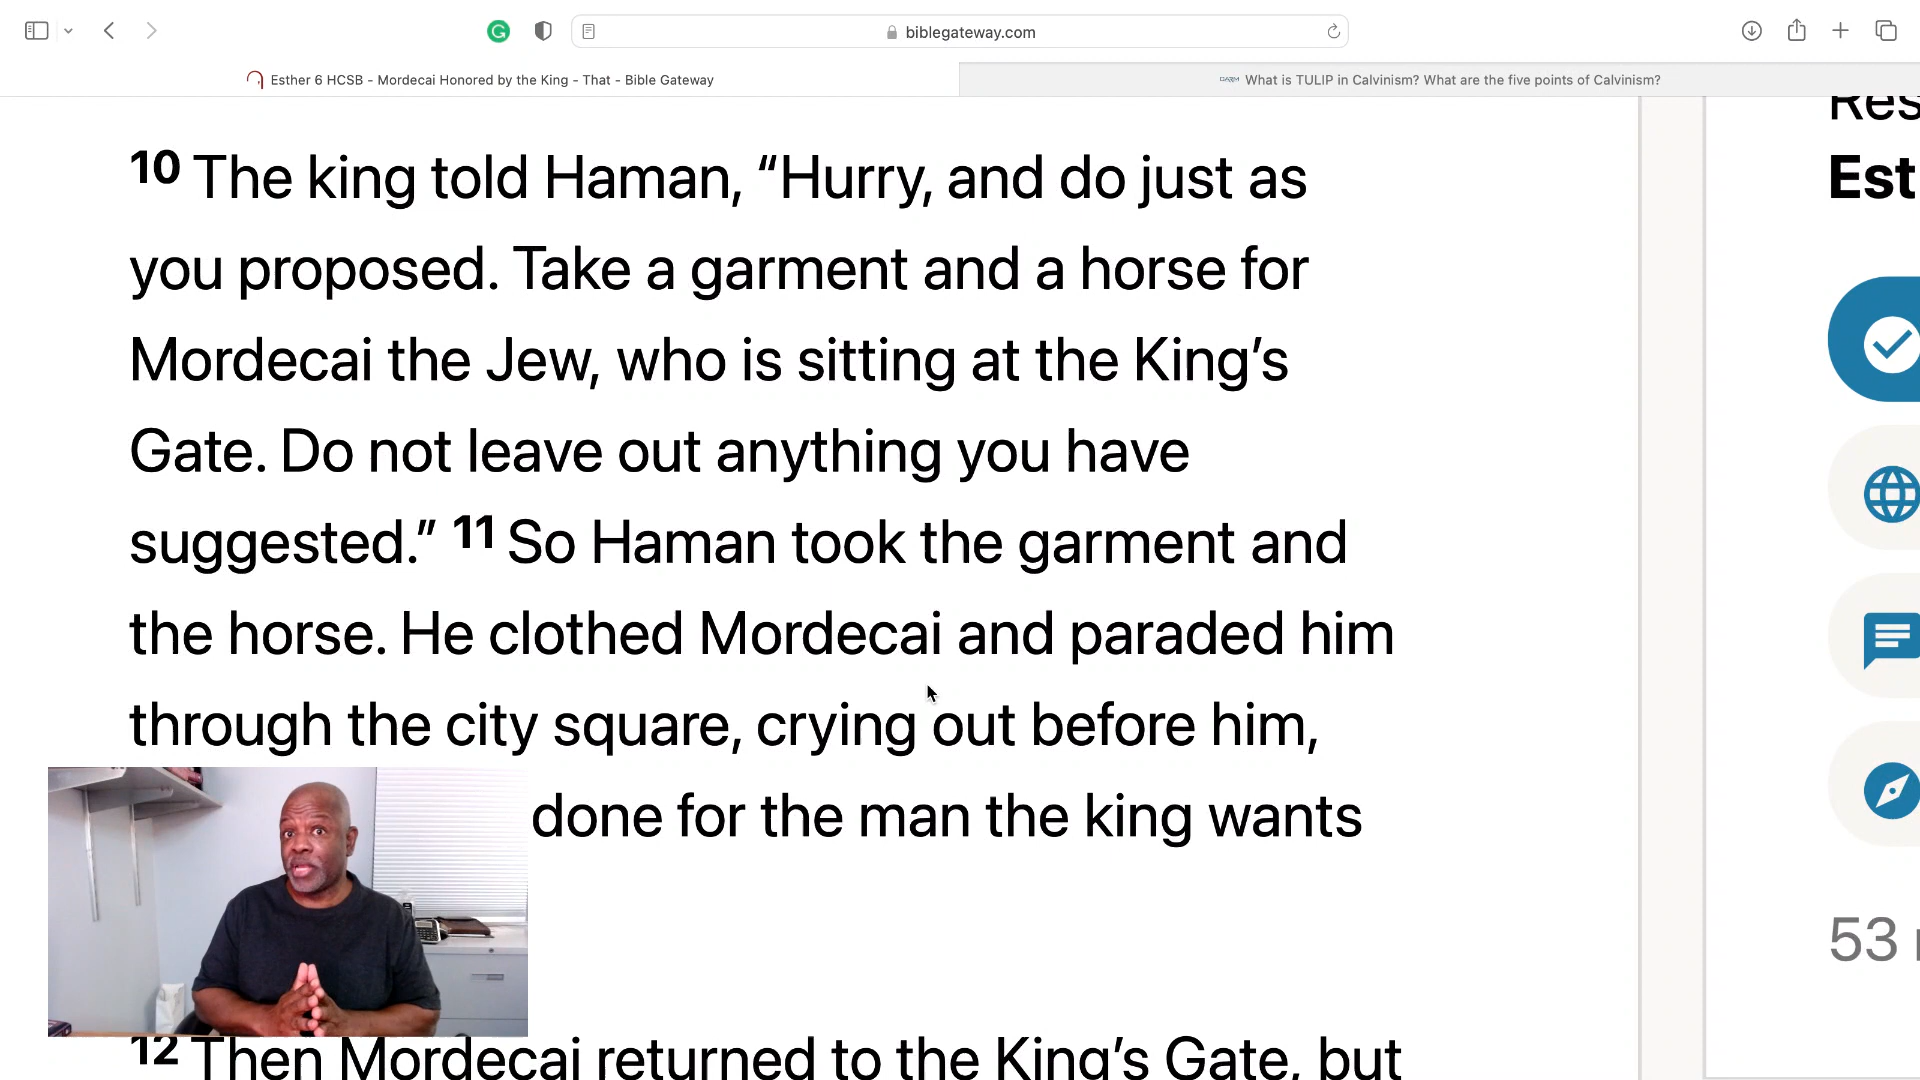 biblegateway.com
Esther 6 HCSB - Mordecai Honored by the King - That - Bible Gateway
What is TULIP in Calvinism? What are the five points of Calvinism?
10 The king told Haman, “Hurry, and do just as
you proposed. Take a garment and a horse for
Mordecai the Jew, who is sitting at the King’s
Gate. Do not leave out anything you have
suggested.” 11 So Haman took the garment and
the horse. He clothed Mordecai and paraded him
through the city square, crying out before him,
done for the man the king wants
12 Then Mordecai returned to the King’s Gate, but
Res
Est
53